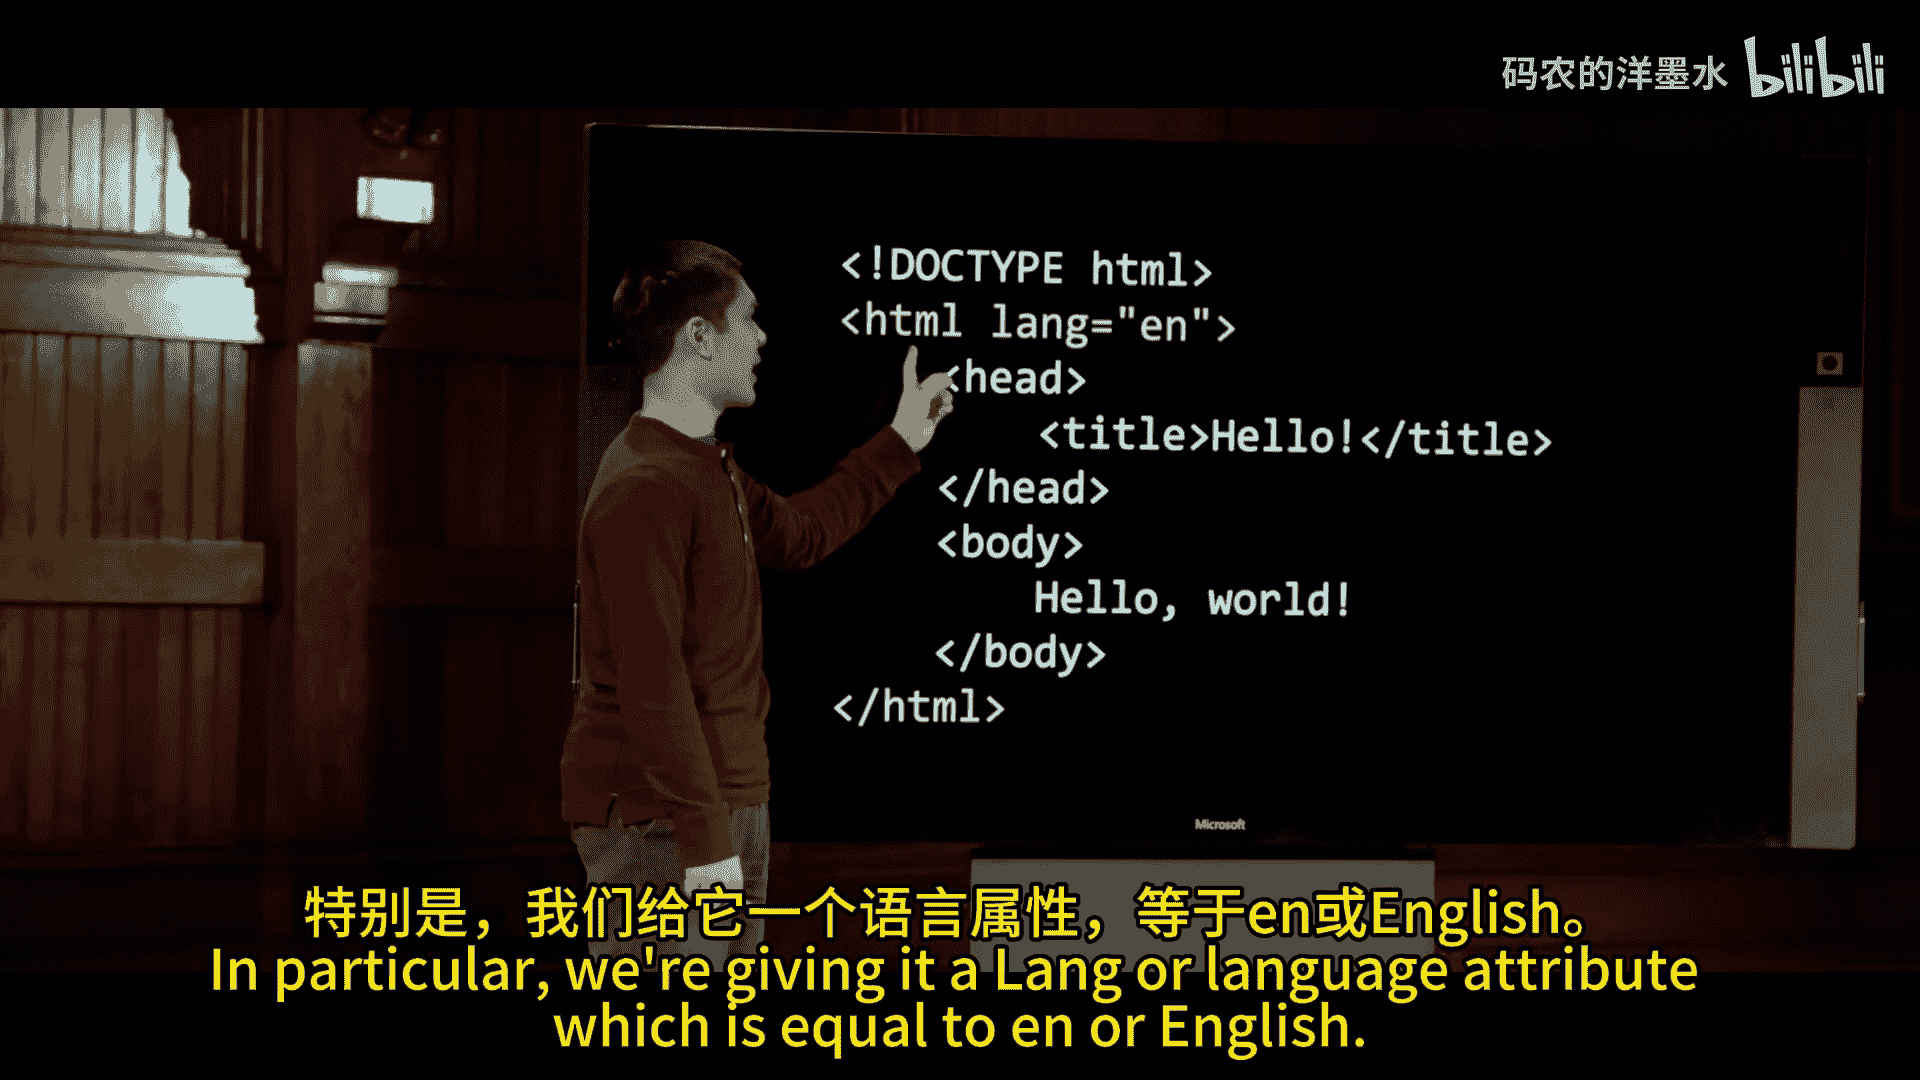 码农的洋墨水 bilibili
<!DOCTYPE html>
<html lang="en">
<head>
<title>Hello!</title>
</head>
<body>
Hello, world!
</body>
</html>
Microsoft
特别是，我们给它一个语言属性，等于en或English。
In particular, we're giving it a Lang or language attribute
which is equal to en or English.